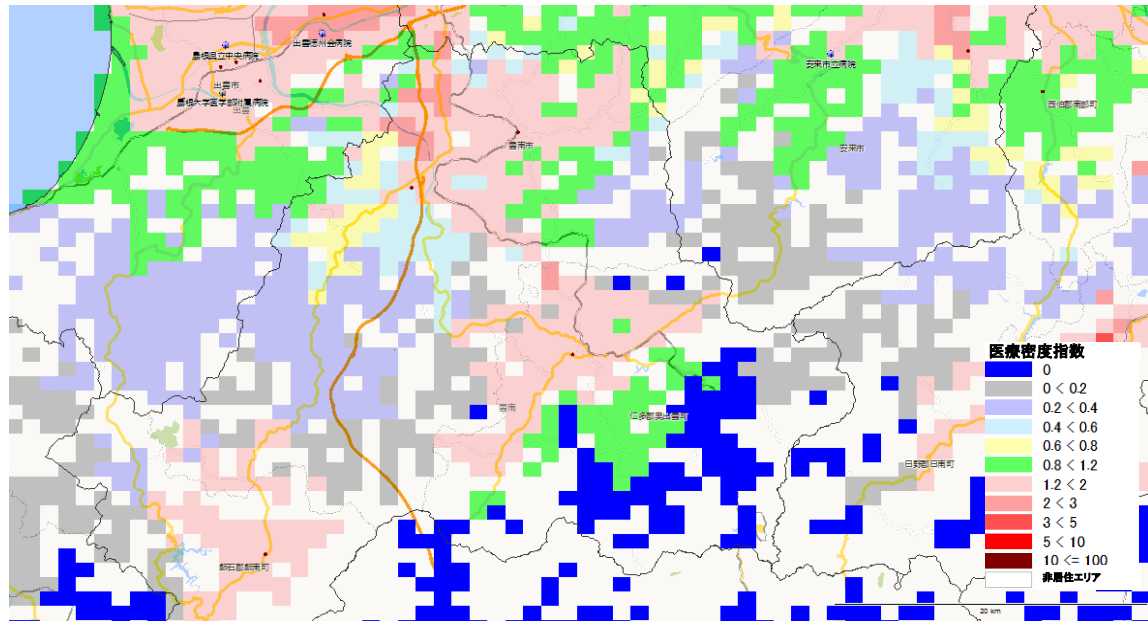 出雲徳州会病院
島根県立中央病院
安来市立病院
出雲市
島根大学医学部附属病院
出雲
西伯郡南部町
雲南市
安来市
医療密度指数
0
0 < 0.2
0.2 < 0.4
0.4 < 0.6
0.6 < 0.8
0.8 < 1.2
1.2 < 2
2 < 3
3 < 5
5 < 10
10 <= 100
非居住エリア
雲南
仁多郡奥出雲町
日野郡日南町
飯石郡飯南町
20 km